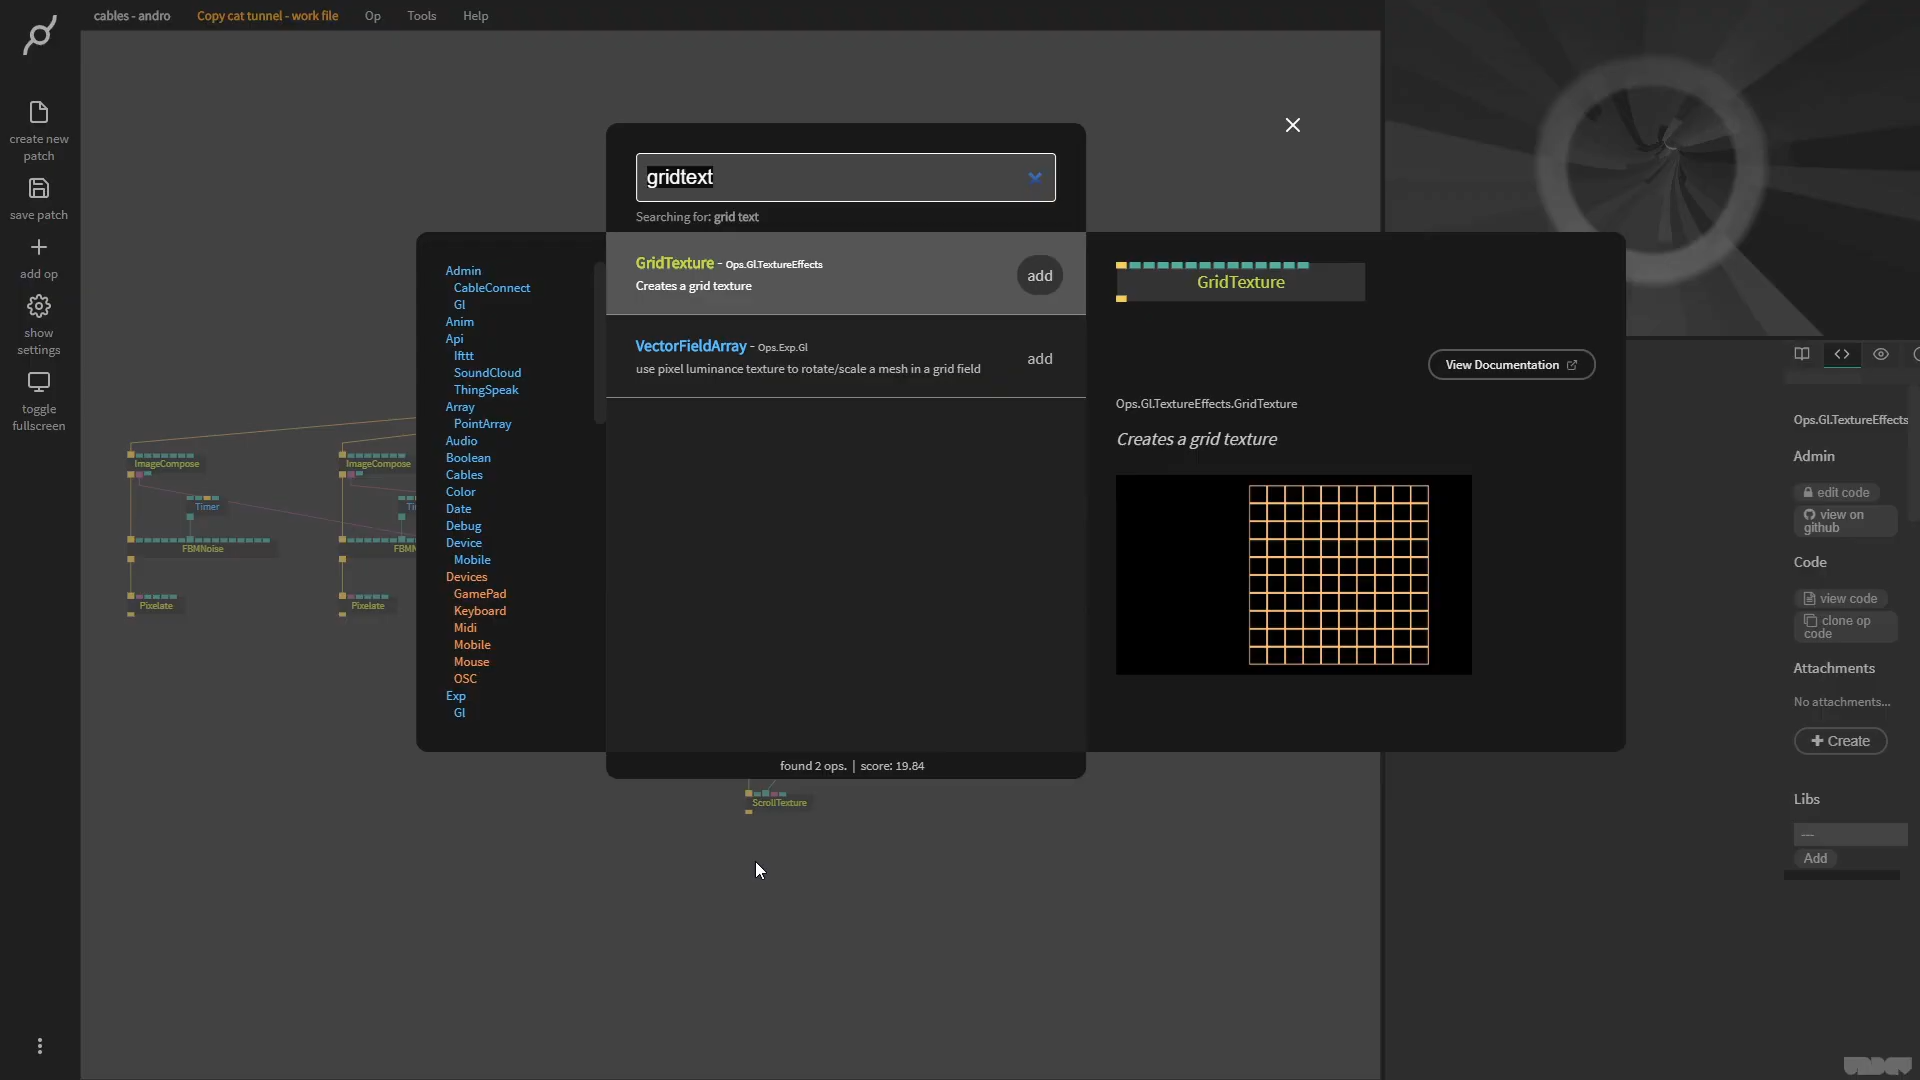 cables - andro
Copy cat tunnel - work file
Op
Tools
Help
create new
patch
save patch
add op
show
settings
toggle
fullscreen
gridtext
Searching for: grid text
GridTexture - Ops.Gl.TextureEffects
Creates a grid texture
add
VectorFieldArray - Ops.Exp.Gl
use pixel luminance texture to rotate/scale a mesh in a grid field
add
found 2 ops. | score: 19.84
Admin
CableConnect
Gl
Anim
Api
Ifttt
SoundCloud
ThingSpeak
Array
PointArray
Audio
Boolean
Cables
Color
Date
Debug
Device
Mobile
Devices
GamePad
Keyboard
Midi
Mobile
Mouse
OSC
Exp
Gl
GridTexture
View Documentation
Ops.Gl.TextureEffects.GridTexture
Creates a grid texture
ImageCompose
Timer
FBMNoise
Pixelate
ImageCompose
Ti
FBMN
Pixelate
ScrollTexture
Ops.Gl.TextureEffects
Admin
edit code
view on
github
Code
view code
clone op
code
Attachments
No attachments...
+ Create
Libs
---
Add